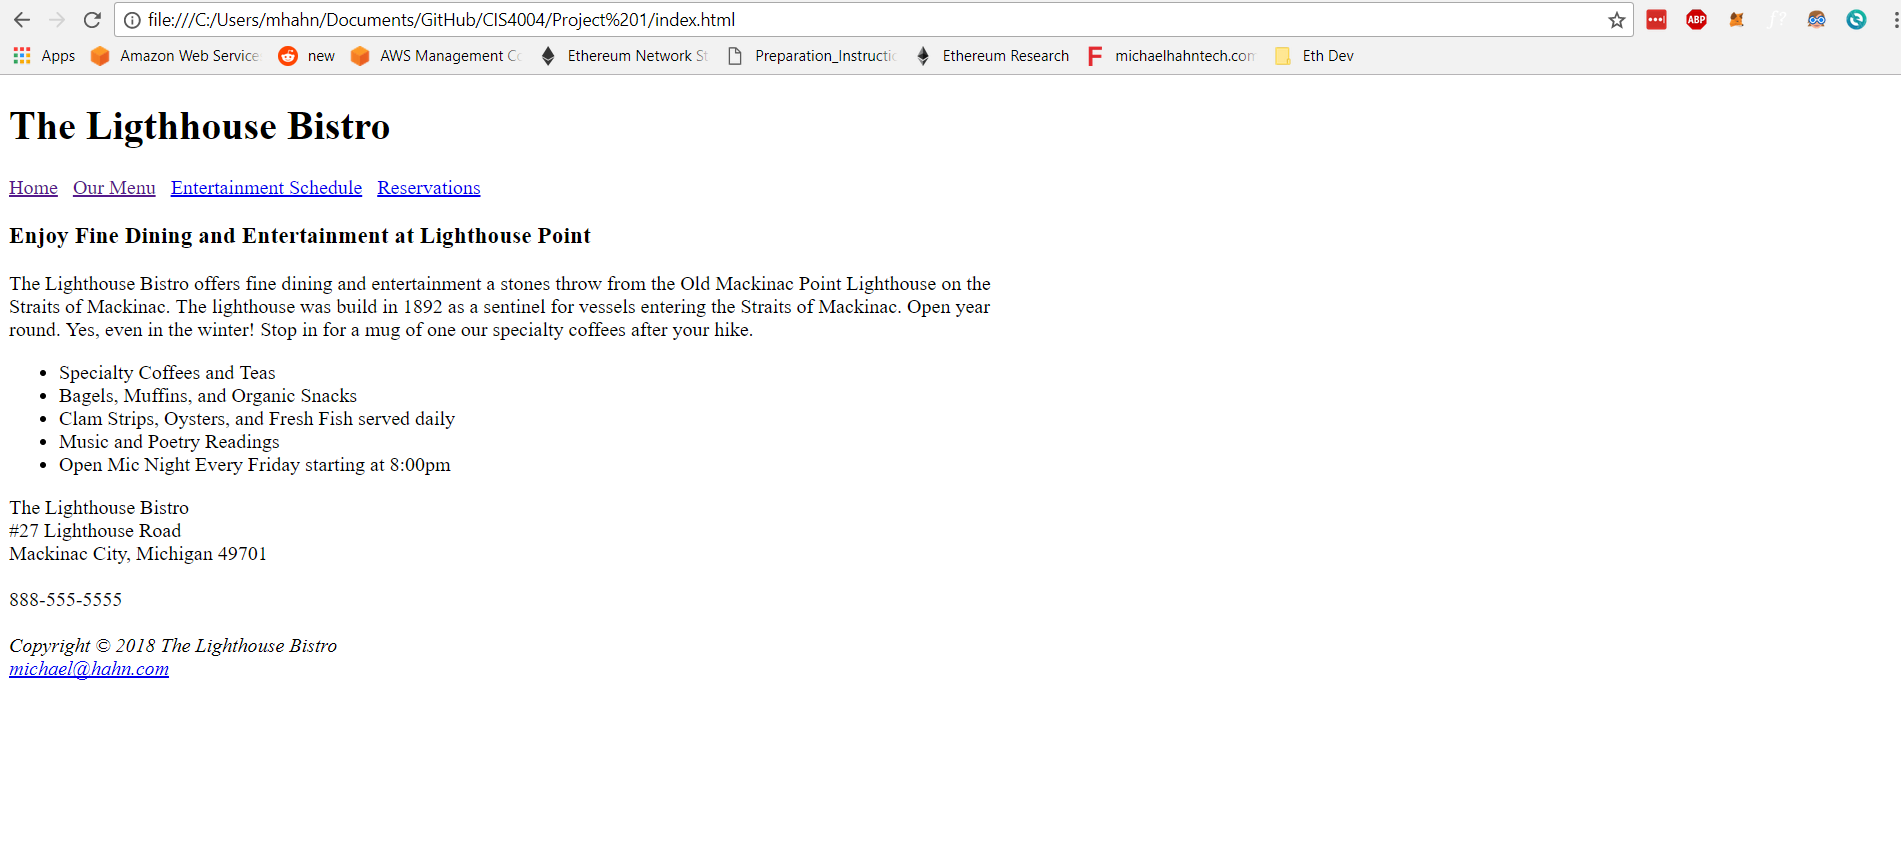 file:///C:/Users/mhahn/Documents/GitHub/CIS4004/Project%201/index.html
ABP
f?
Apps Amazon Web Service new AWS Management Co Ethereum Network St Preparation_Instructio Ethereum Research F michaelhahntech.com Eth Dev
The Ligthhouse Bistro
Home Our Menu Entertainment Schedule Reservations
Enjoy Fine Dining and Entertainment at Lighthouse Point
The Lighthouse Bistro offers fine dining and entertainment a stones throw from the Old Mackinac Point Lighthouse on the
Straits of Mackinac. The lighthouse was build in 1892 as a sentinel for vessels entering the Straits of Mackinac. Open year
round. Yes, even in the winter! Stop in for a mug of one our specialty coffees after your hike.
• Specialty Coffees and Teas
• Bagels, Muffins, and Organic Snacks
• Clam Strips, Oysters, and Fresh Fish served daily
• Music and Poetry Readings
• Open Mic Night Every Friday starting at 8:00pm
The Lighthouse Bistro
#27 Lighthouse Road
Mackinac City, Michigan 49701
888-555-5555
Copyright © 2018 The Lighthouse Bistro
michael@hahn.com